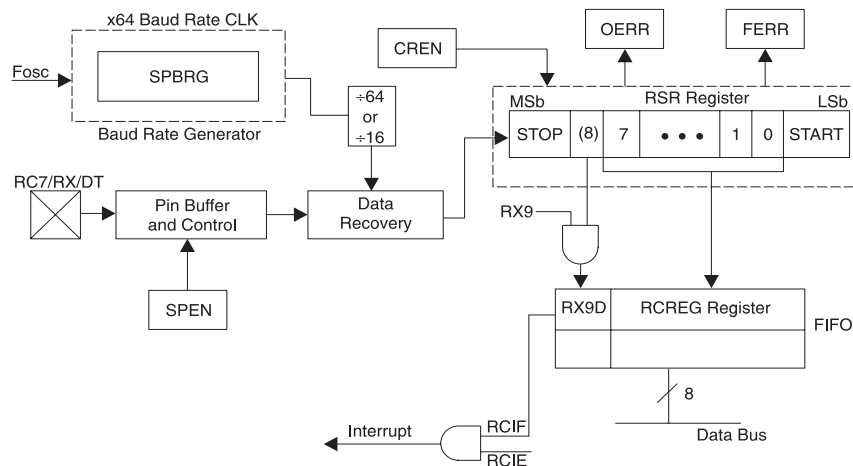 x64 Baud Rate CLK
Fosc
SPBRG
Baud Rate Generator
÷64
or
÷16
CREN
OERR
FERR
MSb
RSR Register
LSb
STOP
(8)
7
• • •
1
0
START
RC7/RX/DT
Pin Buffer
and Control
Data
Recovery
SPEN
RX9
RX9D
RCREG Register
FIFO
8
Data Bus
Interrupt
RCIF
RCIE